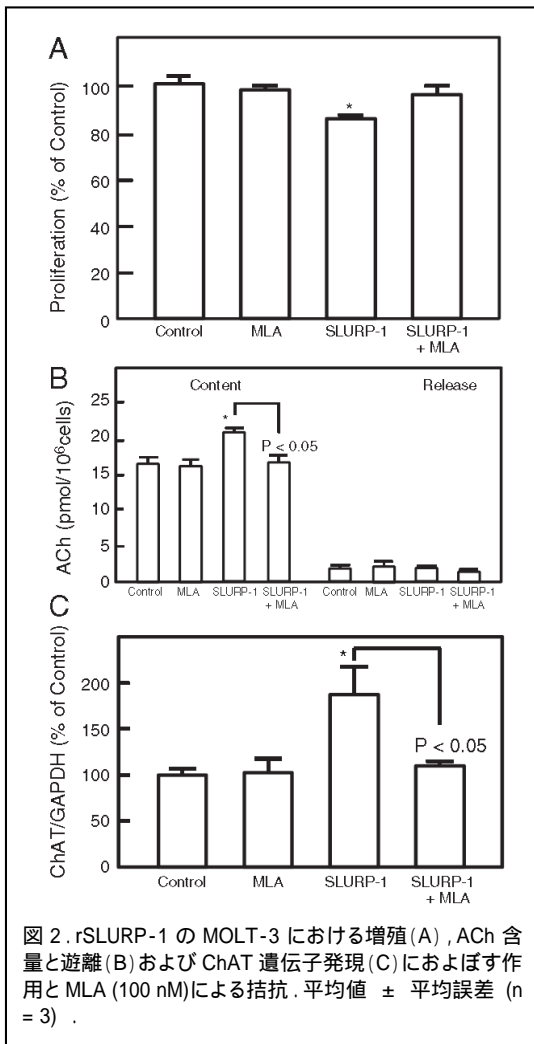 A
Proliferation (% of Control)
100
80
60
40
20
0
*
Control MLA SLURP-1 SLURP-1
+ MLA
B
Content Release
ACh (pmol/10⁶cells)
25
20
15
10
5
0
*
P < 0.05
Control MLA SLURP-1 SLURP-1
+ MLA
Control MLA SLURP-1 SLURP-1
+ MLA
C
ChAT/GAPDH (% of Control)
200
150
100
50
0
*
P < 0.05
Control MLA SLURP-1 SLURP-1
+ MLA
図 2 . rSLURP-1 の MOLT-3 における増殖(A) , ACh 含
量と遊離(B)および ChAT 遺伝子発現(C)におよぼす作
用と MLA (100 nM)による拮抗 . 平均値 ± 平均誤差 (n
= 3) .